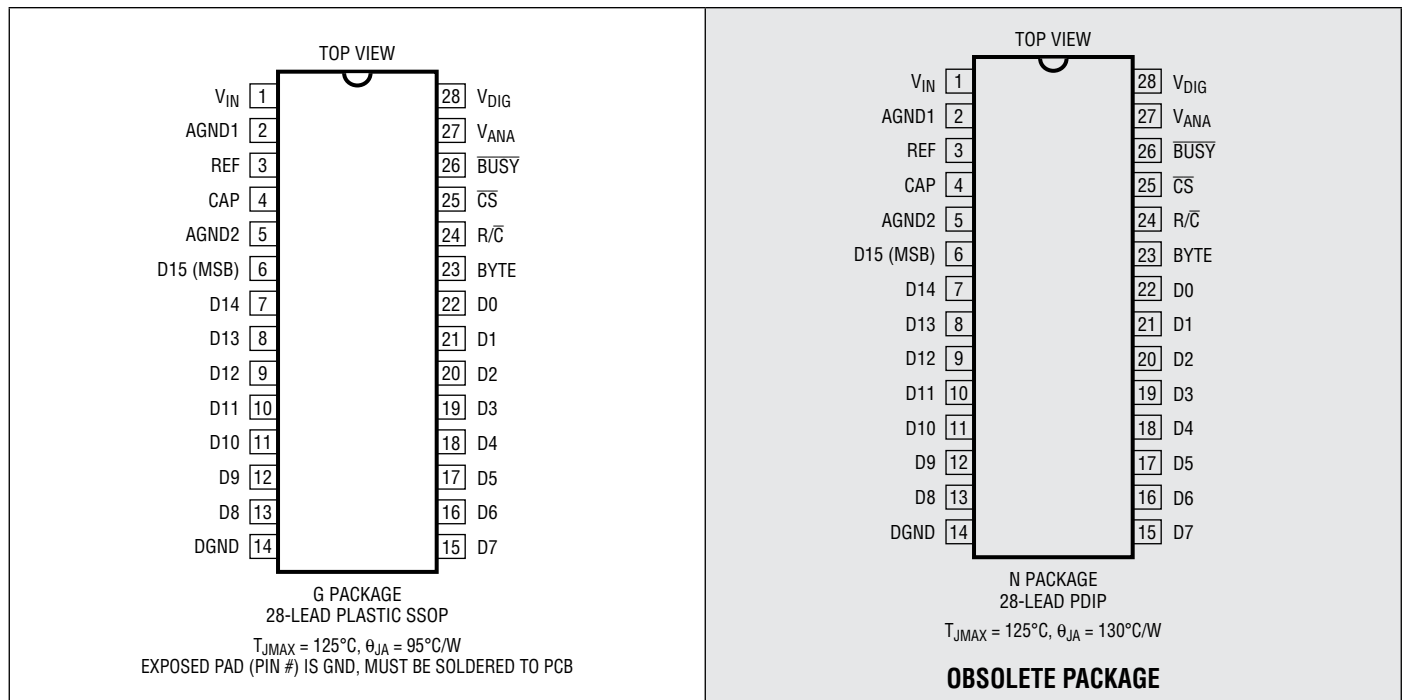 TOP VIEW
V_IN 1 28 V_DIG
AGND1 2 27 V_ANA
REF 3 26 B̅U̅S̅Y̅
CAP 4 25 C̅S̅
AGND2 5 24 R/C̅
D15 (MSB) 6 23 BYTE
D14 7 22 D0
D13 8 21 D1
D12 9 20 D2
D11 10 19 D3
D10 11 18 D4
D9 12 17 D5
D8 13 16 D6
DGND 14 15 D7
G PACKAGE
28-LEAD PLASTIC SSOP
T_JMAX = 125°C, θ_JA = 95°C/W
EXPOSED PAD (PIN #) IS GND, MUST BE SOLDERED TO PCB
TOP VIEW
V_IN 1 28 V_DIG
AGND1 2 27 V_ANA
REF 3 26 B̅U̅S̅Y̅
CAP 4 25 C̅S̅
AGND2 5 24 R/C̅
D15 (MSB) 6 23 BYTE
D14 7 22 D0
D13 8 21 D1
D12 9 20 D2
D11 10 19 D3
D10 11 18 D4
D9 12 17 D5
D8 13 16 D6
DGND 14 15 D7
N PACKAGE
28-LEAD PDIP
T_JMAX = 125°C, θ_JA = 130°C/W
OBSOLETE PACKAGE